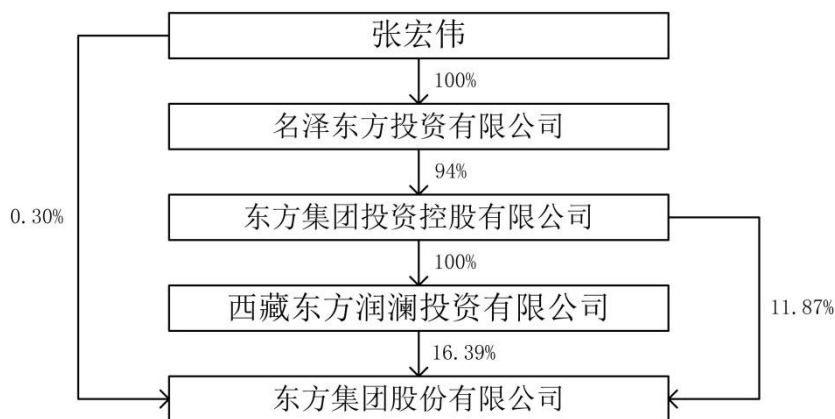 张宏伟
100%
名泽东方投资有限公司
94%
0.30%
东方集团投资控股有限公司
100%
西藏东方润澜投资有限公司
11.87%
16.39%
东方集团股份有限公司